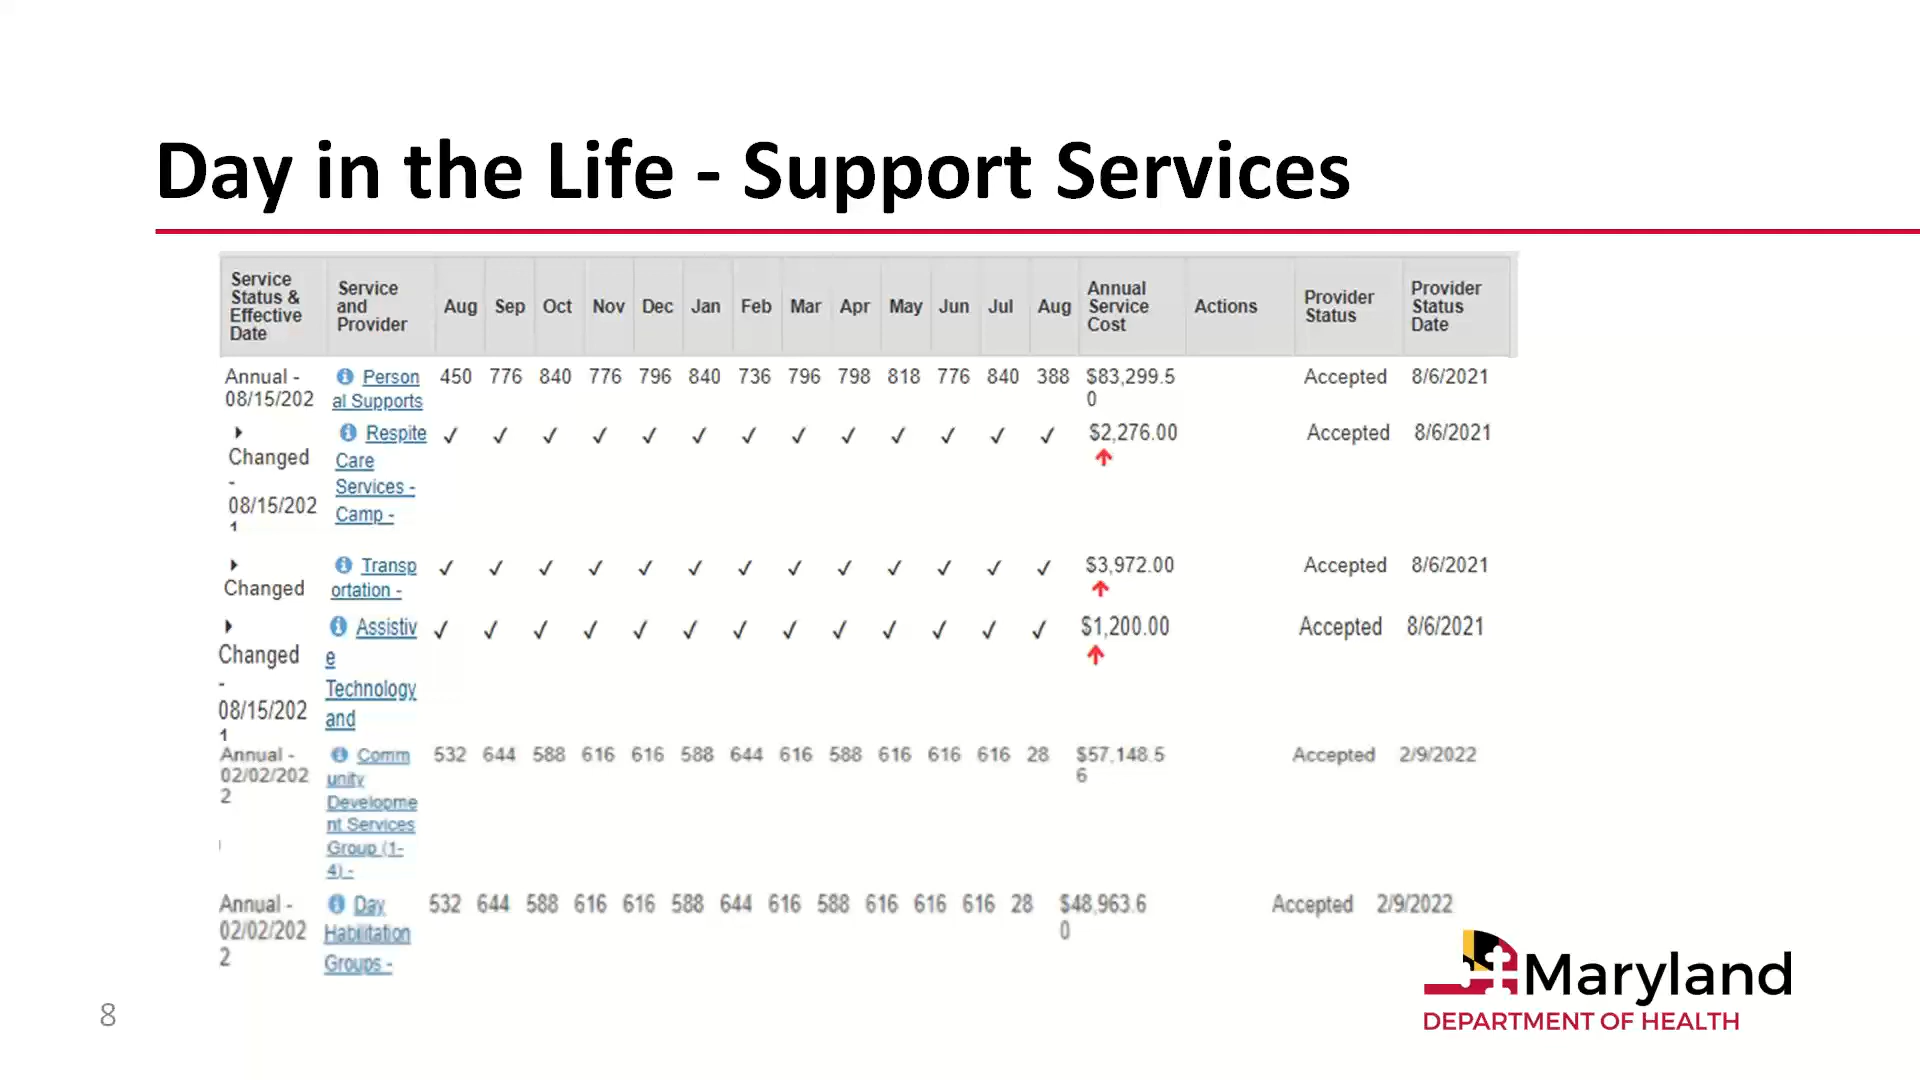 Day in the Life - Support Services
Service Status & Effective Date Service and Provider Aug Sep Oct Nov Dec Jan Feb Mar Apr May Jun Jul Aug Annual Service Cost Actions Provider Status Provider Status Date
Annual - Person 450 776 840 776 796 840 736 796 798 818 776 840 388 $83,299.5 Accepted 8/6/2021
08/15/202 al Supports 0
Respite ✓ ✓ ✓ ✓ ✓ ✓ ✓ ✓ ✓ ✓ ✓ ✓ ✓ $2,276.00 Accepted 8/6/2021
Changed Care
- Services -
08/15/202 Camp -
1
Transp ✓ ✓ ✓ ✓ ✓ ✓ ✓ ✓ ✓ ✓ ✓ ✓ ✓ $3,972.00 Accepted 8/6/2021
Changed ortation -
Assistiv ✓ ✓ ✓ ✓ ✓ ✓ ✓ ✓ ✓ ✓ ✓ ✓ ✓ $1,200.00 Accepted 8/6/2021
Changed e
- Technology
08/15/202 and
1
Annual - Comm 532 644 588 616 616 588 644 616 588 616 616 616 28 $57,148.5 Accepted 2/9/2022
02/02/202 unity 6
2 Developme
nt Services
Group (1-
4) -
Annual - Day 532 644 588 616 616 588 644 616 588 616 616 616 28 $48,963.6 Accepted 2/9/2022
02/02/202 Habilitation 0
2 Groups -
Maryland
DEPARTMENT OF HEALTH
8